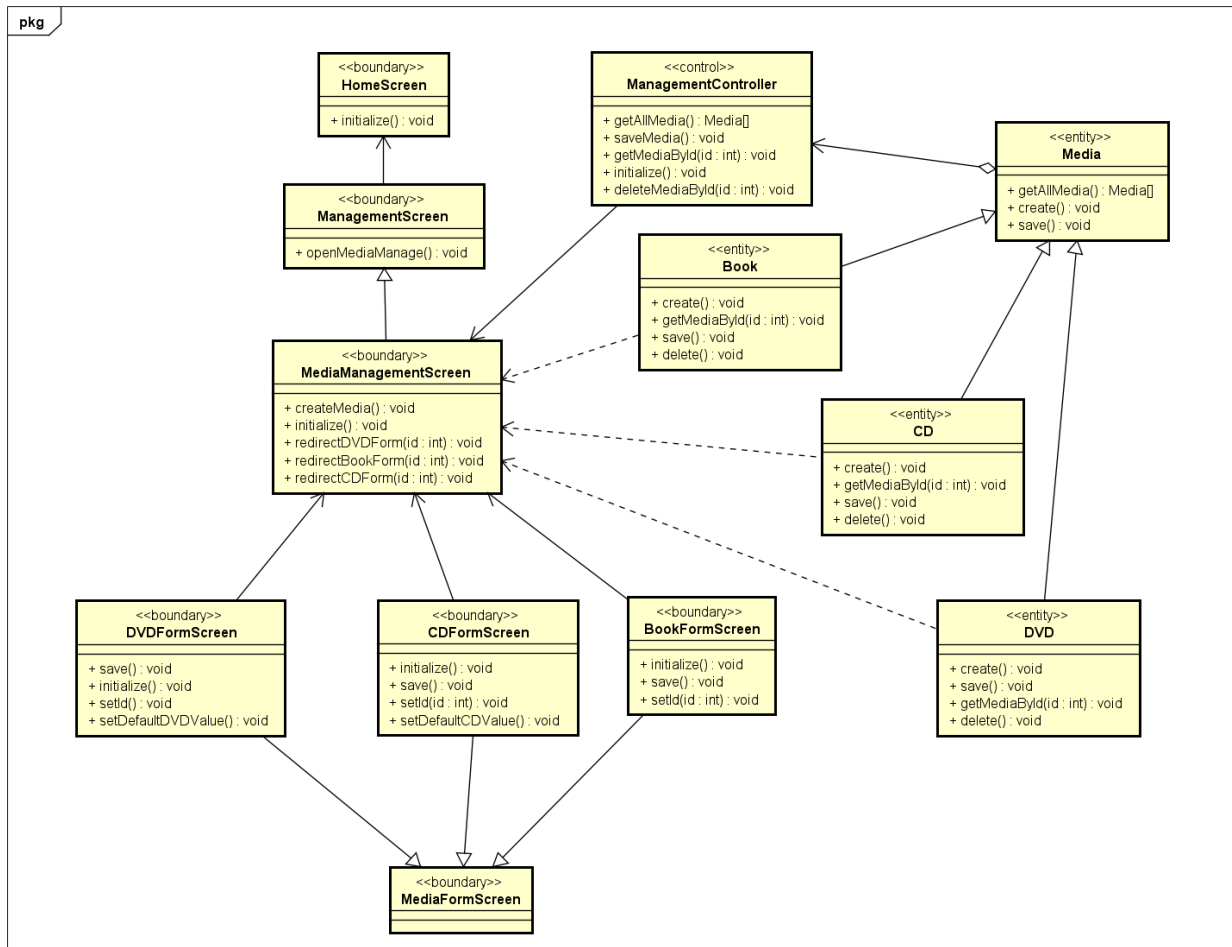 pkg
<<boundary>>
HomeScreen
+ initialize() : void
<<control>>
ManagementController
+ getAllMedia() : Media[]
+ saveMedia() : void
+ getMediaById(id : int) : void
+ initialize() : void
+ deleteMediaById(id : int) : void
<<entity>>
Media
+ getAllMedia() : Media[]
+ create() : void
+ save() : void
<<boundary>>
ManagementScreen
+ openMediaManage() : void
<<entity>>
Book
+ create() : void
+ getMediaById(id : int) : void
+ save() : void
+ delete() : void
<<boundary>>
MediaManagementScreen
+ createMedia() : void
+ initialize() : void
+ redirectDVDForm(id : int) : void
+ redirectBookForm(id : int) : void
+ redirectCDForm(id : int) : void
<<entity>>
CD
+ create() : void
+ getMediaById(id : int) : void
+ save() : void
+ delete() : void
<<boundary>>
DVDFormScreen
+ save() : void
+ initialize() : void
+ setId() : void
+ setDefaultDVDValue() : void
<<boundary>>
CDFormScreen
+ initialize() : void
+ save() : void
+ setId(id : int) : void
+ setDefaultCDValue() : void
<<boundary>>
BookFormScreen
+ initialize() : void
+ save() : void
+ setId(id : int) : void
<<entity>>
DVD
+ create() : void
+ save() : void
+ getMediaById(id : int) : void
+ delete() : void
<<boundary>>
MediaFormScreen